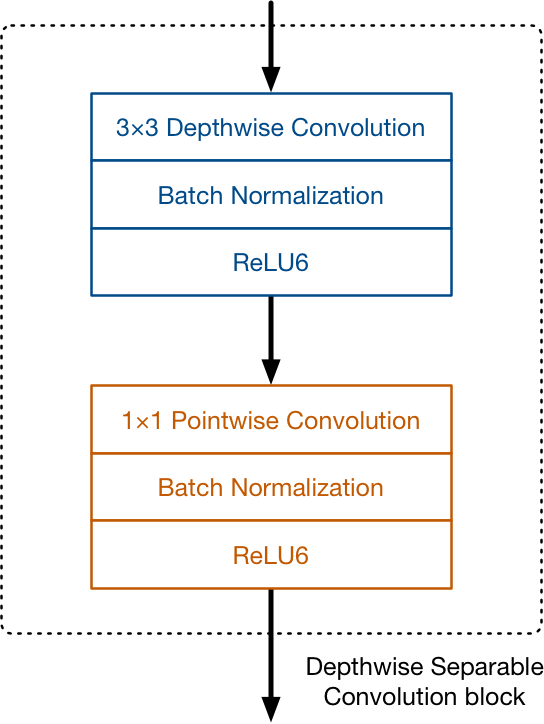 3×3 Depthwise Convolution
Batch Normalization
ReLU6
1×1 Pointwise Convolution
Batch Normalization
ReLU6
Depthwise Separable
Convolution block